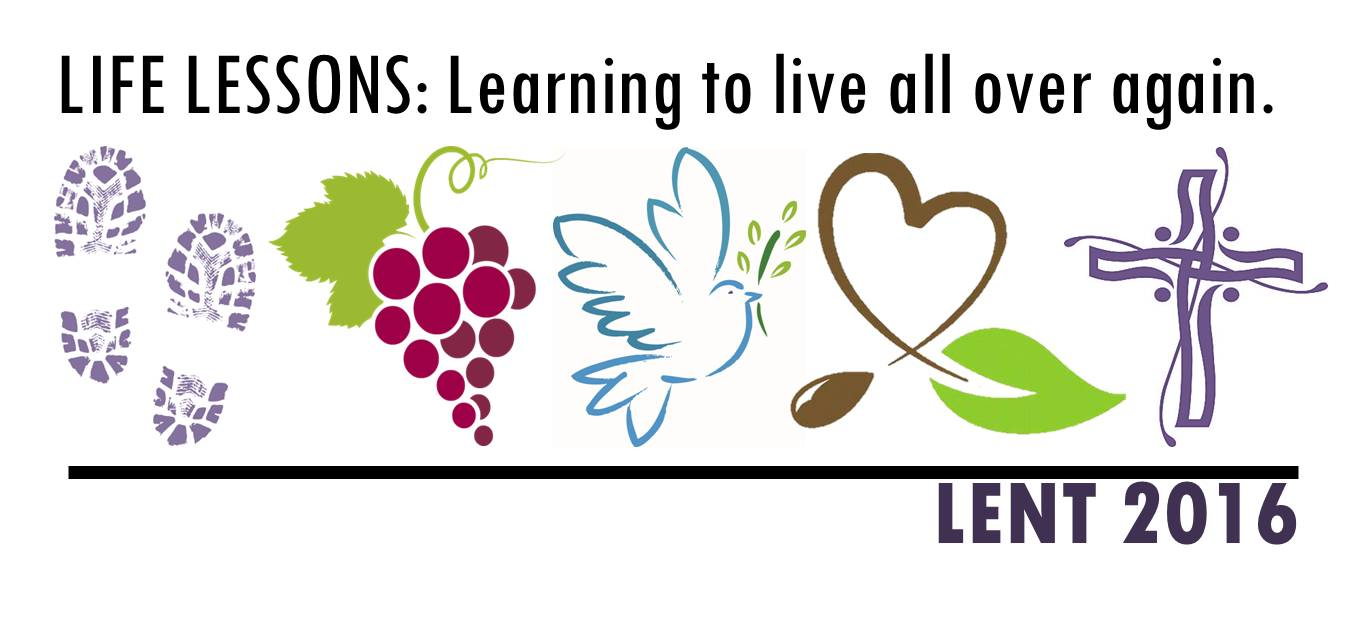 LIFE LESSONS: Learning to live all over again.
LENT 2016